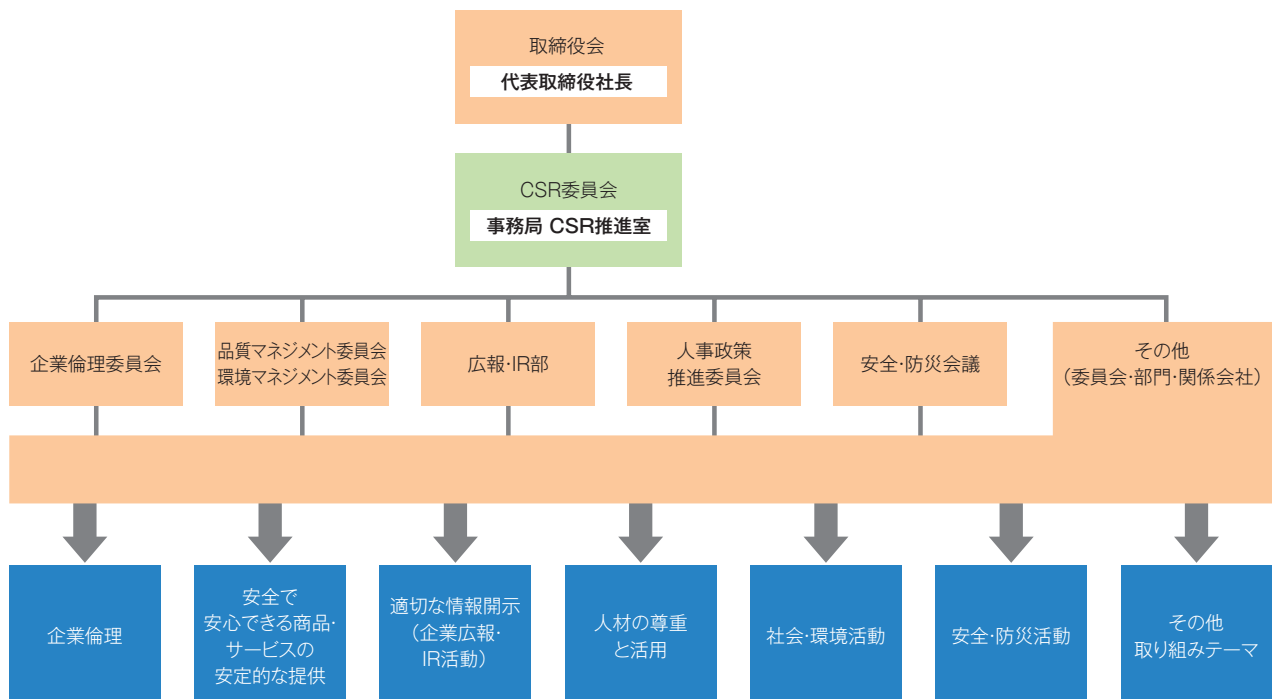 取締役会
代表取締役社長
CSR委員会
事務局 CSR推進室
企業倫理委員会
品質マネジメント委員会
環境マネジメント委員会
広報・IR部
人事政策
推進委員会
安全・防災会議
その他
（委員会・部門・関係会社）
企業倫理
安全で
安心できる商品・
サービスの
安定的な提供
適切な情報開示
（企業広報・
IR活動）
人材の尊重
と活用
社会・環境活動
安全・防災活動
その他
取り組みテーマ